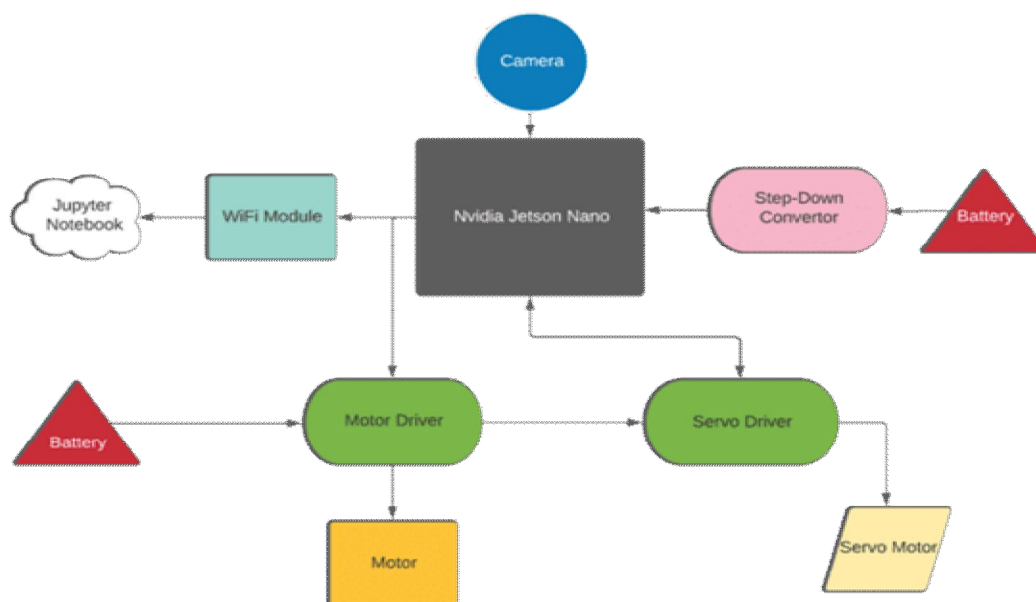 Camera
Jupyter
Notebook
WiFi Module
Nvidia Jetson Nano
Step-Down
Convertor
Battery
Battery
Motor Driver
Servo Driver
Motor
Servo Motor